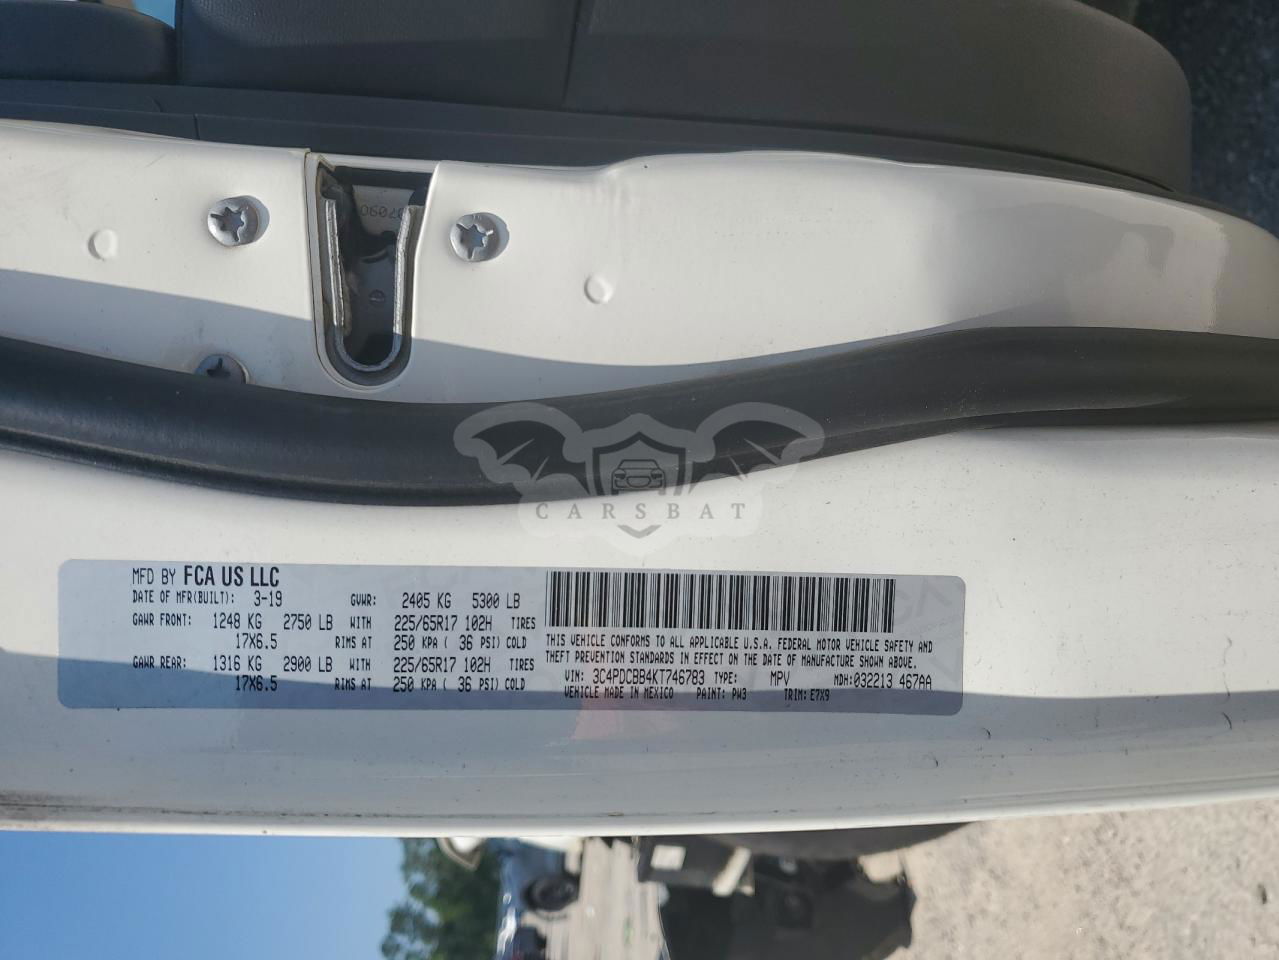 07090
CARSBAT
MFD BY FCA US LLC
DATE OF MFR(BUILT): 3-19 GVWR: 2405 KG 5300 LB
GAWR FRONT: 1248 KG 2750 LB WITH 225/65R17 102H TIRES
17X6.5 RIMS AT 250 KPA ( 36 PSI) COLD
GAWR REAR: 1316 KG 2900 LB WITH 225/65R17 102H TIRES
17X6.5 RIMS AT 250 KPA ( 36 PSI) COLD
THIS VEHICLE CONFORMS TO ALL APPLICABLE U.S.A. FEDERAL MOTOR VEHICLE SAFETY AND
THEFT PREVENTION STANDARDS IN EFFECT ON THE DATE OF MANUFACTURE SHOWN ABOVE.
VIN: 3C4PDCBB4KT746783 TYPE: MPV MDH: 032213 467AA
VEHICLE MADE IN MEXICO PAINT: PW3 TRIM: E7X9